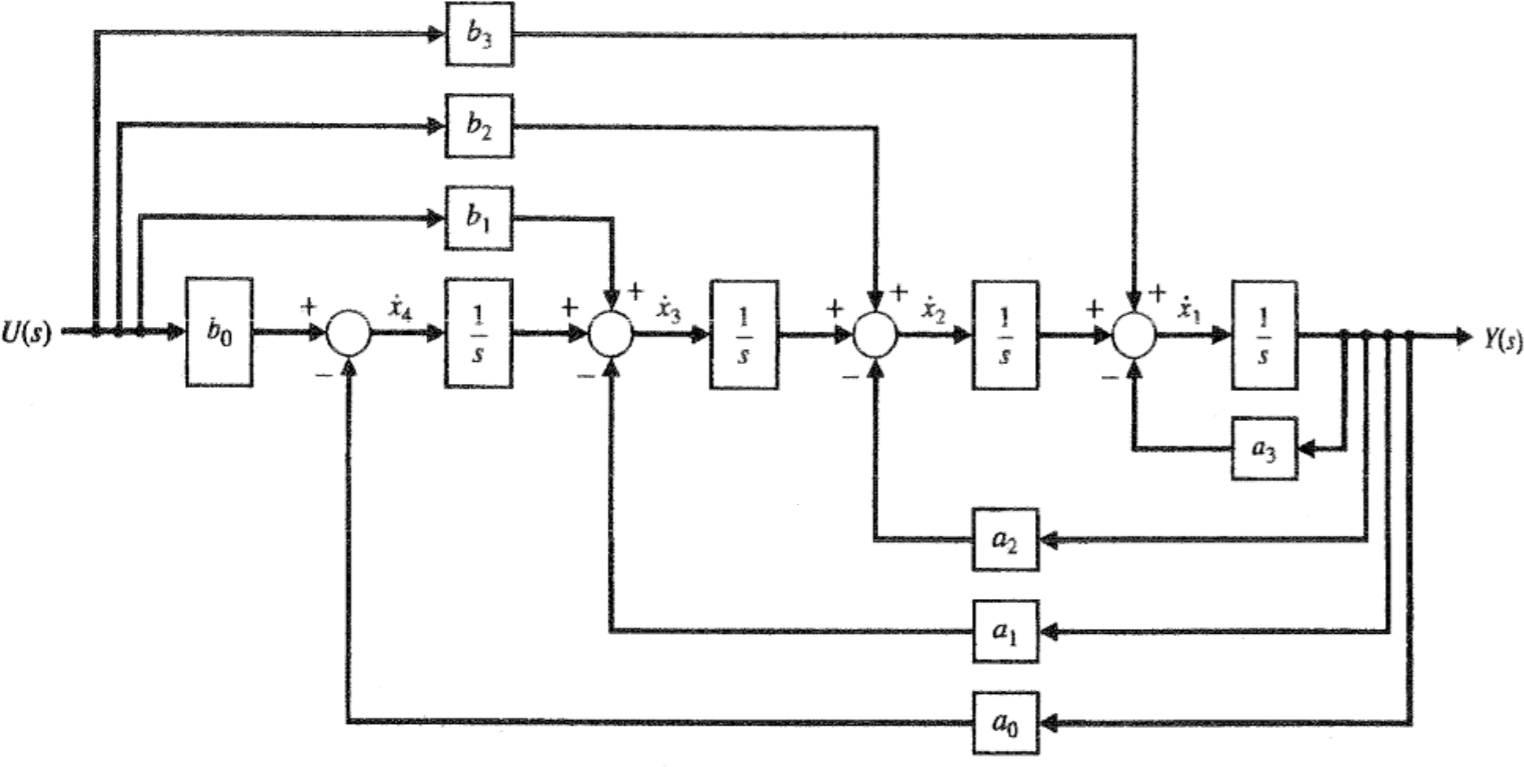 b₃
b₂
b₁
U(s) b₀ + − ẋ₄ 1/s + + − ẋ₃ 1/s + + − ẋ₂ 1/s + + − ẋ₁ 1/s Y(s)
a₃
a₂
a₁
a₀